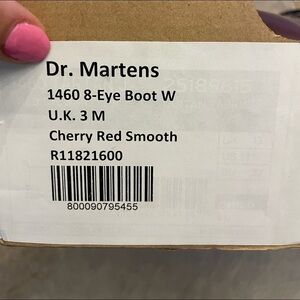 Dr. Martens
1460 8-Eye Boot W
U.K. 3 M
Cherry Red Smooth
R11821600
800090795455